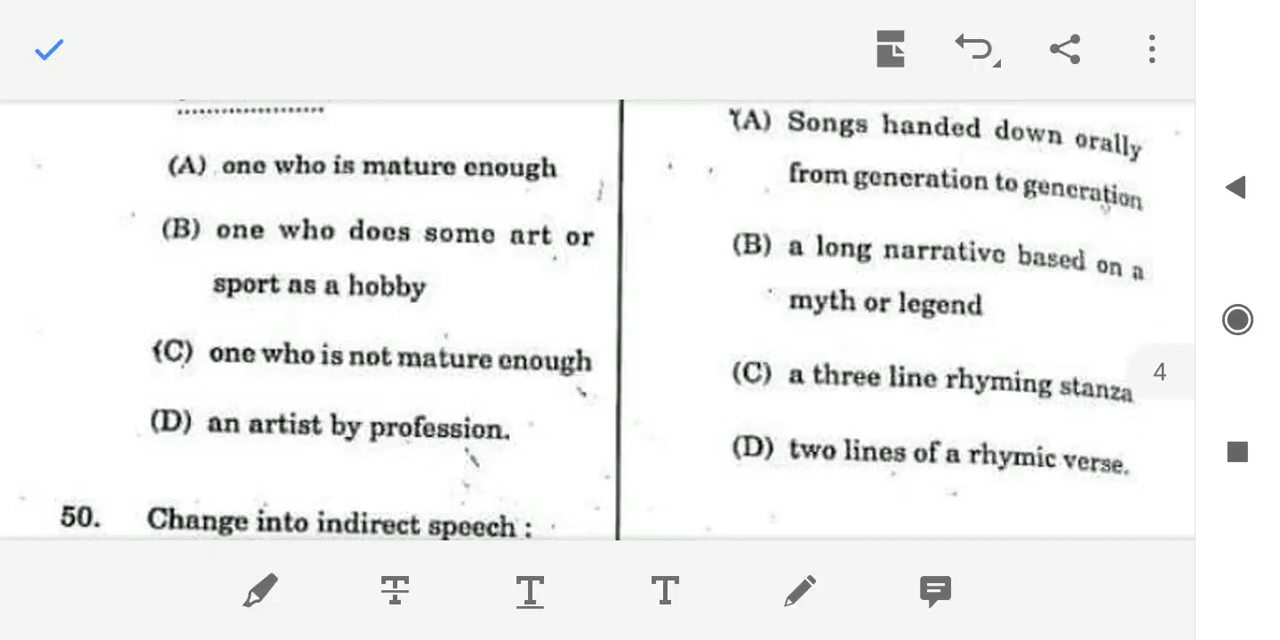 (A) one who is mature enough
(B) one who does some art or
sport as a hobby
(C) one who is not mature enough
(D) an artist by profession.
50. Change into indirect speech :
(A) Songs handed down orally
from generation to generation
(B) a long narrative based on a
myth or legend
(C) a three line rhyming stanza
(D) two lines of a rhymic verse.
4